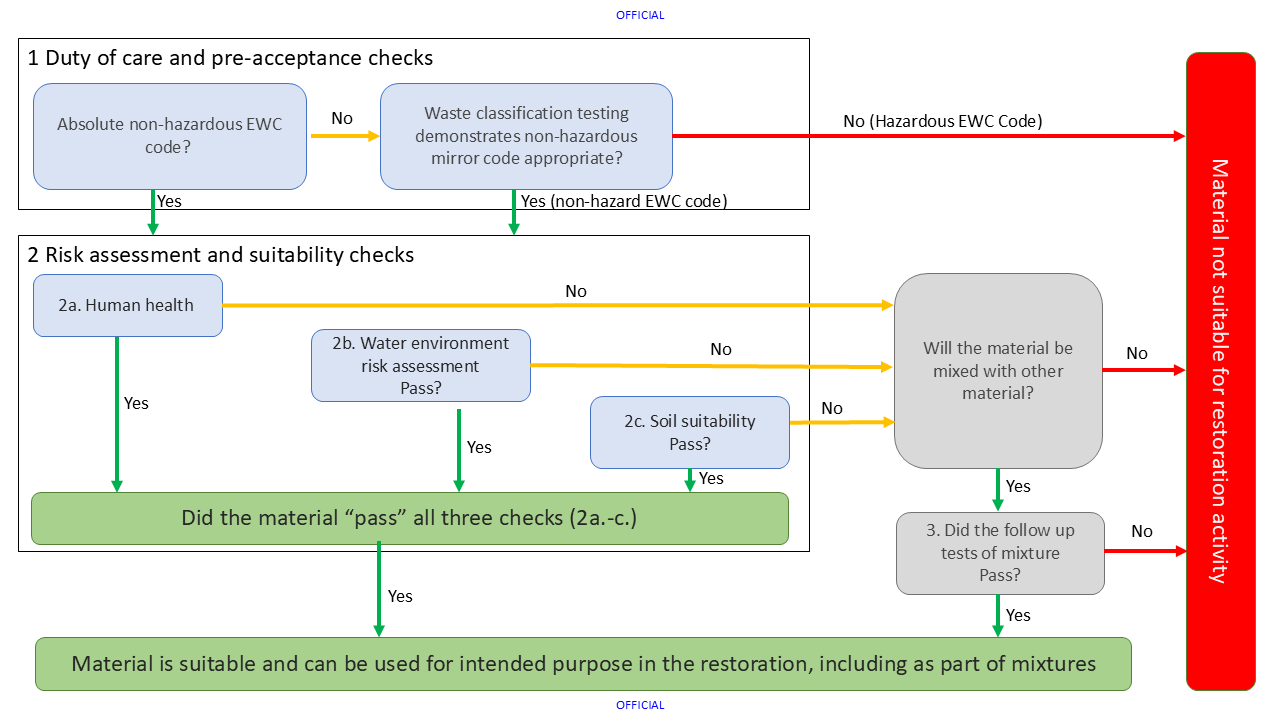 OFFICIAL
1 Duty of care and pre-acceptance checks
Absolute non-hazardous EWC
code?
No
Waste classification testing
demonstrates non-hazardous
mirror code appropriate?
No (Hazardous EWC Code)
Yes
Yes (non-hazard EWC code)
2 Risk assessment and suitability checks
2a. Human health
No
2b. Water environment
risk assessment
Pass?
No
2c. Soil suitability
Pass?
No
Yes
Yes
Yes
Did the material “pass” all three checks (2a.-c.)
Yes
Will the material be
mixed with other
material?
No
Yes
3. Did the follow up
tests of mixture
Pass?
No
Yes
Material not suitable for restoration activity
Material is suitable and can be used for intended purpose in the restoration, including as part of mixtures
OFFICIAL